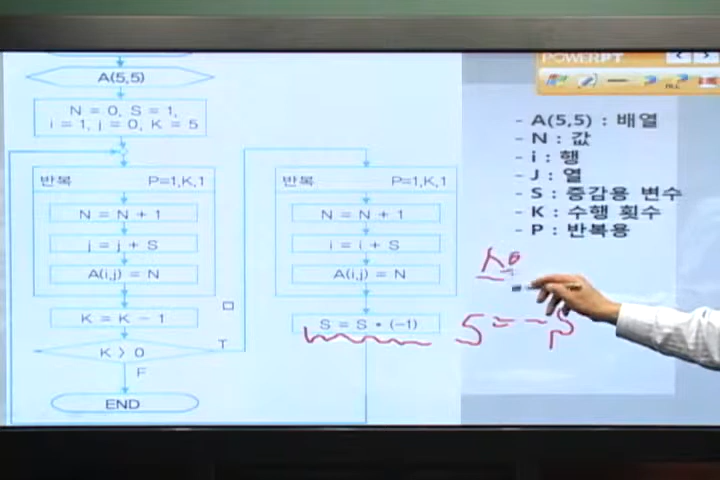 POWERPT
A(5,5)
N = 0, S = 1,
i = 1, j = 0, K = 5
반복 P=1,K,1
N = N + 1
j = j + S
A(i,j) = N
K = K − 1
K > 0
T
F
END
반복 P=1,K,1
N = N + 1
i = i + S
A(i,j) = N
S = S * (-1)
- A(5,5) : 배열
- N : 값
- i : 행
- J : 열
- S : 증감용 변수
- K : 수행 횟수
- P : 반복용
S = - S